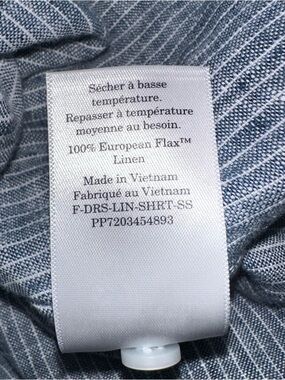 Sécher à basse
température.
Repasser à température
moyenne au besoin.
100% European Flax™
Linen
Made in Vietnam
Fabriqué au Vietnam
F-DRS-LIN-SHRT-SS
PP7203454893